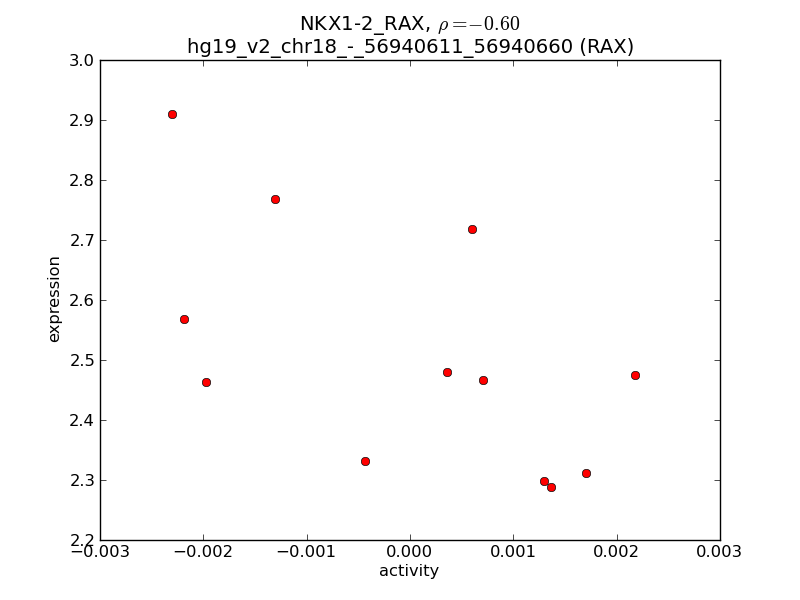 NKX1-2_RAX, ρ=−0.60
hg19_v2_chr18_-_56940611_56940660 (RAX)
3.0
2.9
2.8
2.7
2.6
2.5
2.4
2.3
2.2
expression
−0.003 −0.002 −0.001 0.000 0.001 0.002 0.003
activity